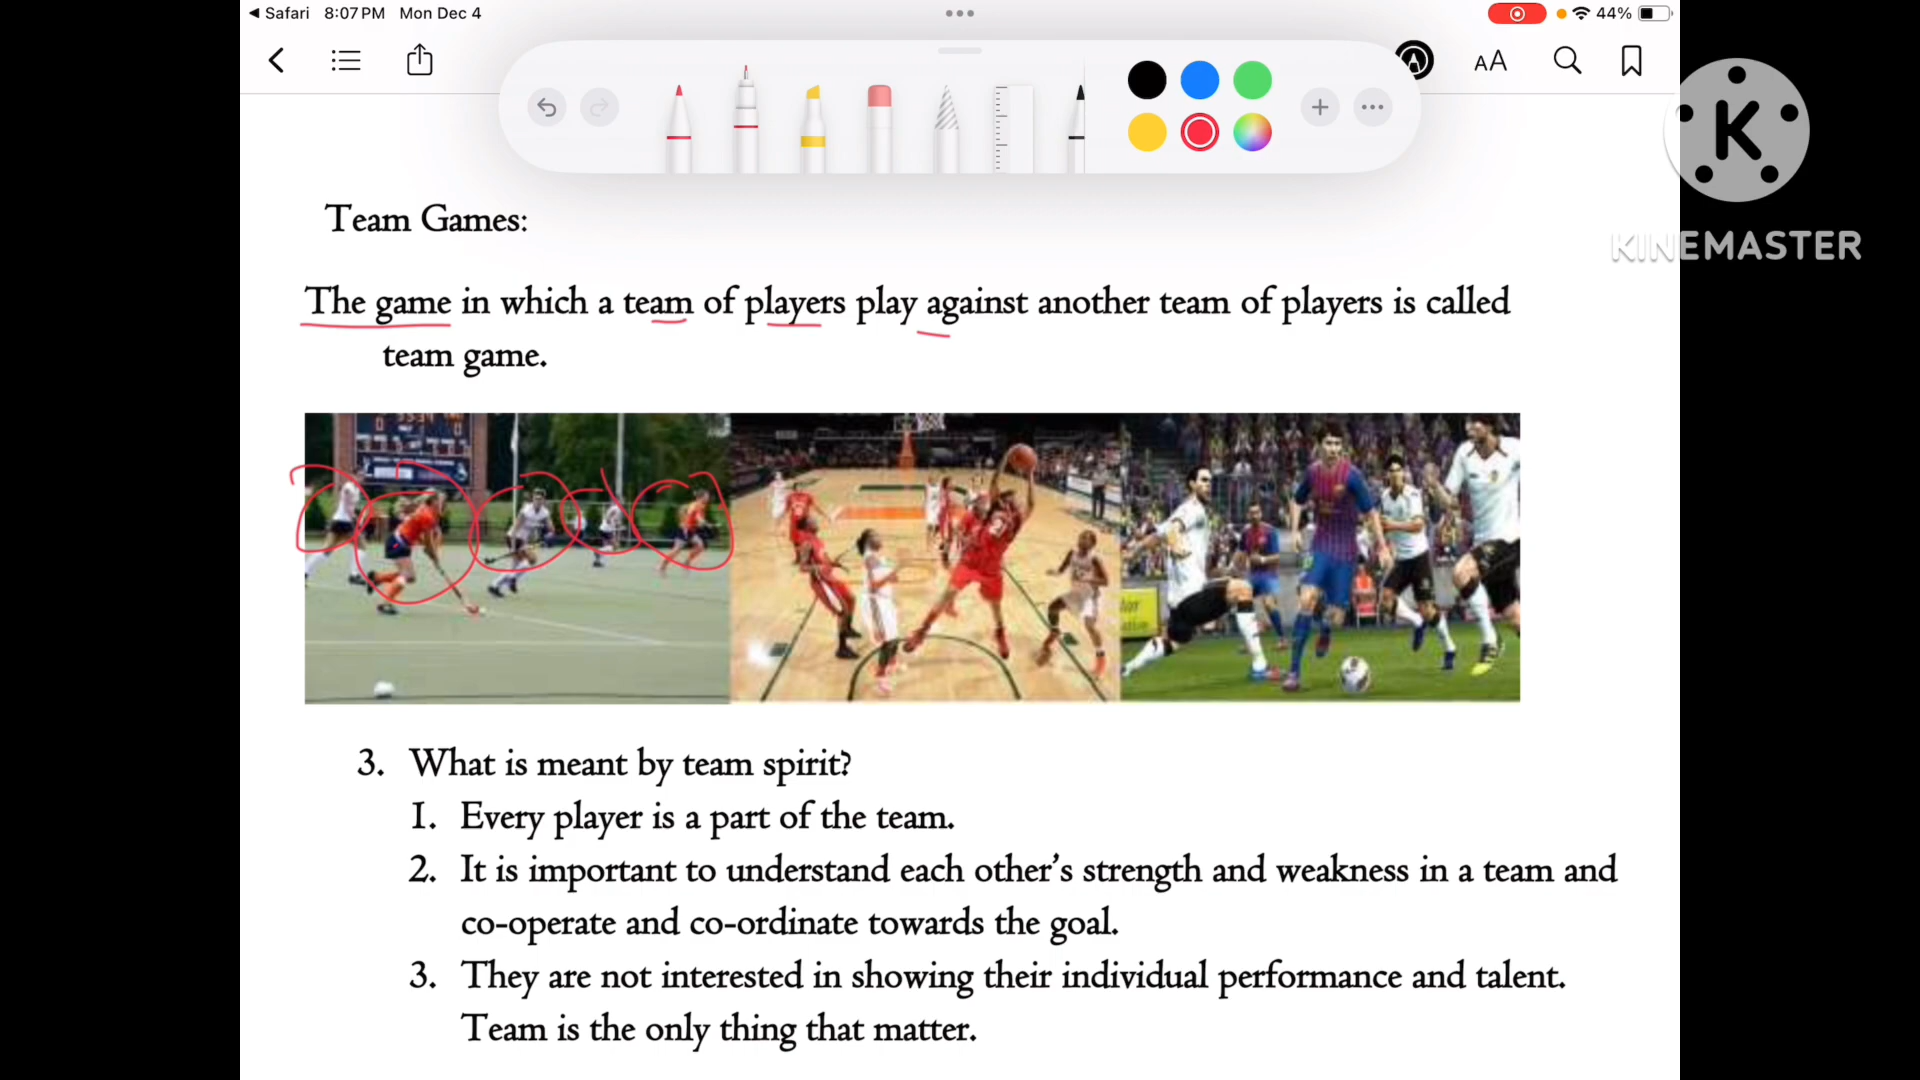 Safari 8:07 PM Mon Dec 4
44%
AA
K
KINEMASTER
Team Games:
The game in which a team of players play against another team of players is called
team game.
3. What is meant by team spirit?
1. Every player is a part of the team.
2. It is important to understand each other's strength and weakness in a team and
co-operate and co-ordinate towards the goal.
3. They are not interested in showing their individual performance and talent.
Team is the only thing that matter.